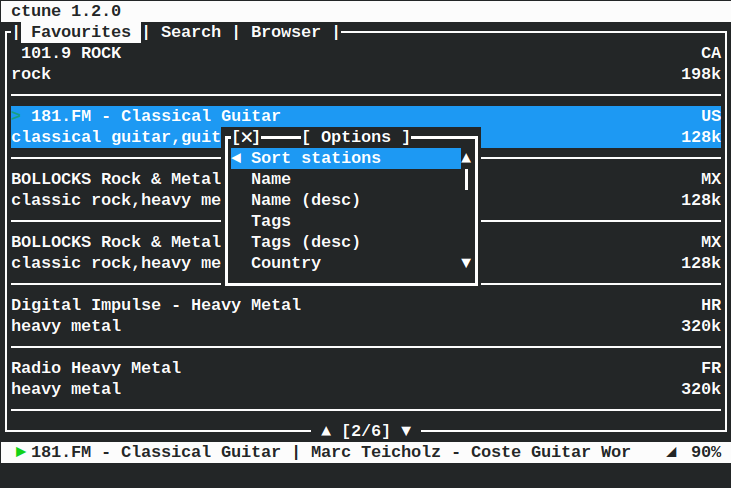 ctune 1.2.0
| Favourites | Search | Browser |
101.9 ROCK CA
rock 198k
> 181.FM - Classical Guitar US
classical guitar,guit 128k
[✕] [ Options ]
◀ Sort stations ▲
BOLLOCKS Rock & Metal MX
Name
classic rock,heavy me 128k
Name (desc)
Tags
BOLLOCKS Rock & Metal MX
Tags (desc)
classic rock,heavy me 128k
Country ▼
Digital Impulse - Heavy Metal HR
heavy metal 320k
Radio Heavy Metal FR
heavy metal 320k
▲ [2/6] ▼
▶ 181.FM - Classical Guitar | Marc Teicholz - Coste Guitar Wor ◢ 90%